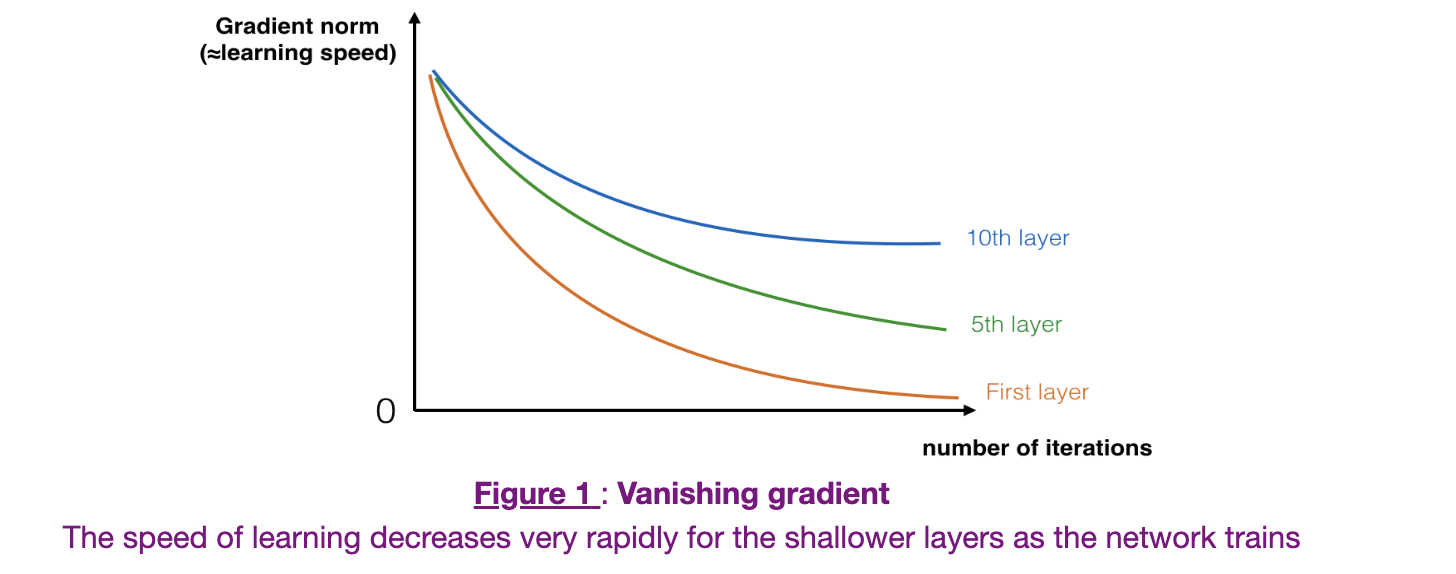 Gradient norm
(≈learning speed)
10th layer
5th layer
First layer
0
number of iterations
Figure 1 : Vanishing gradient
The speed of learning decreases very rapidly for the shallower layers as the network trains